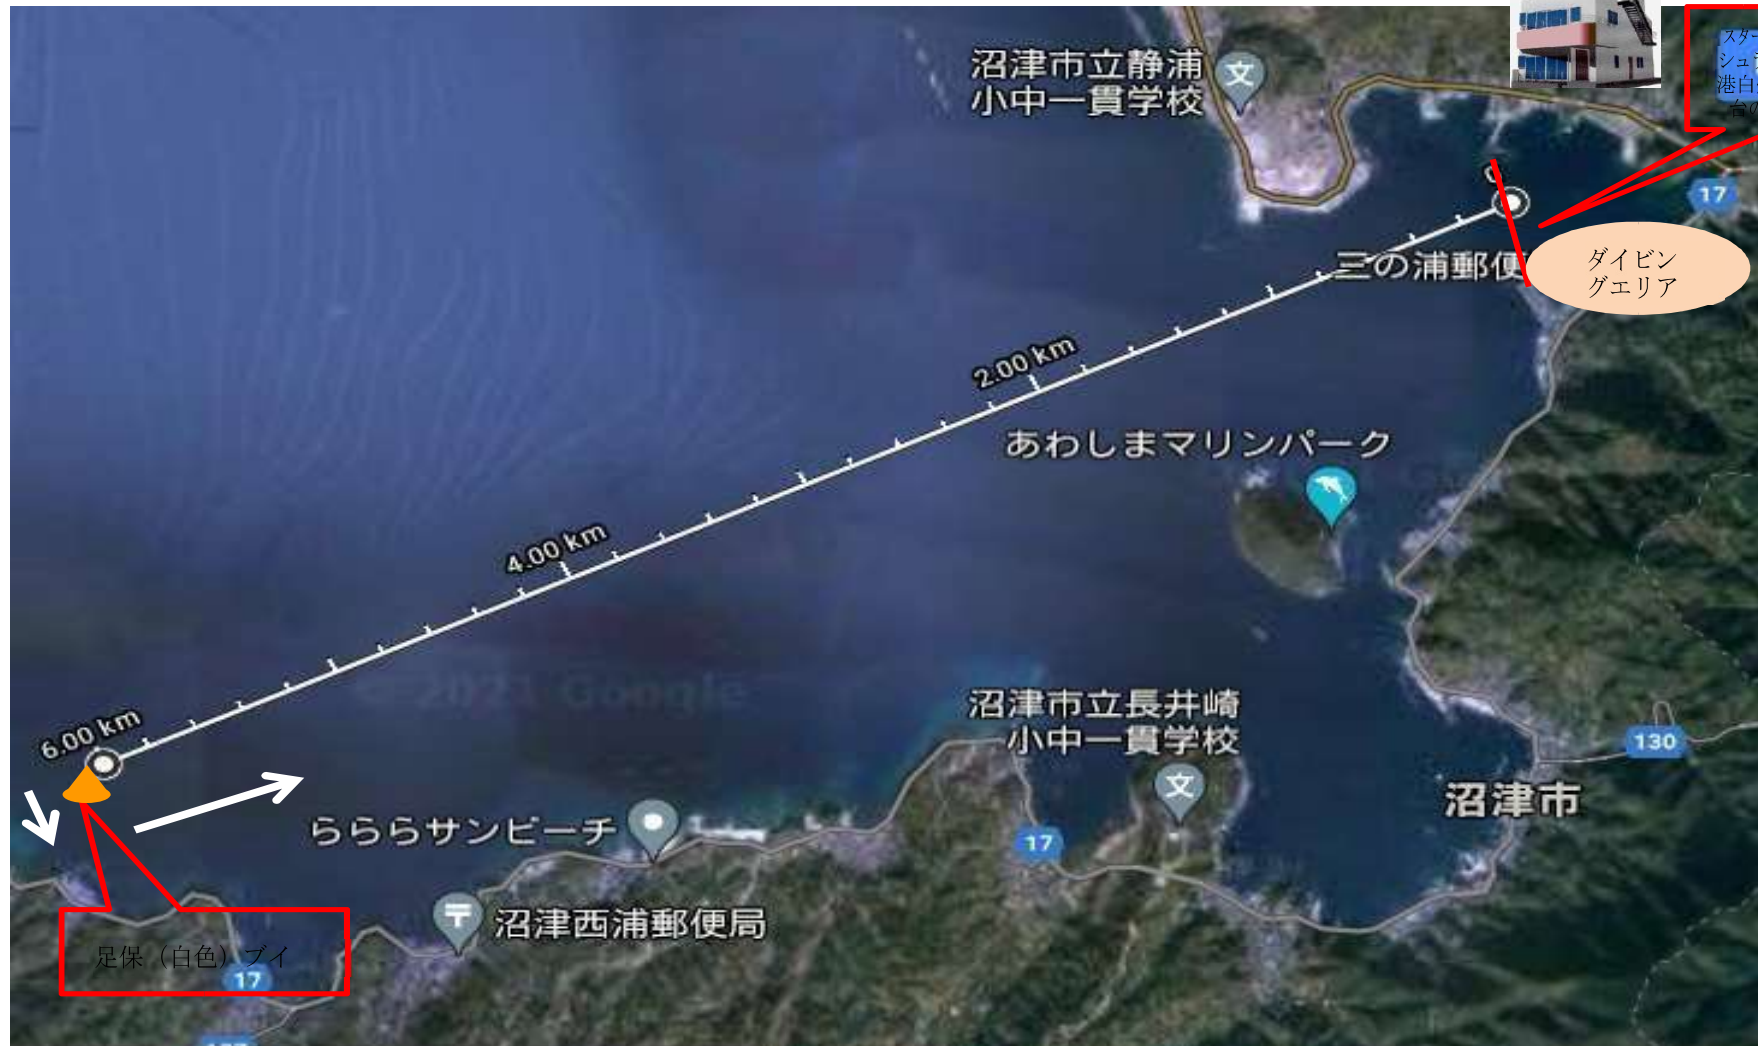 沼津市立静浦
小中一貫学校
17
三の浦郵便
ダイビン
グエリア
2.00 km
あわしまマリンパーク
4.00 km
© 2021 Google
沼津市立長井崎
小中一貫学校
6.00 km
130
沼津市
らららサンビーチ
17
沼津西浦郵便局
足保（白色）ブイ
17